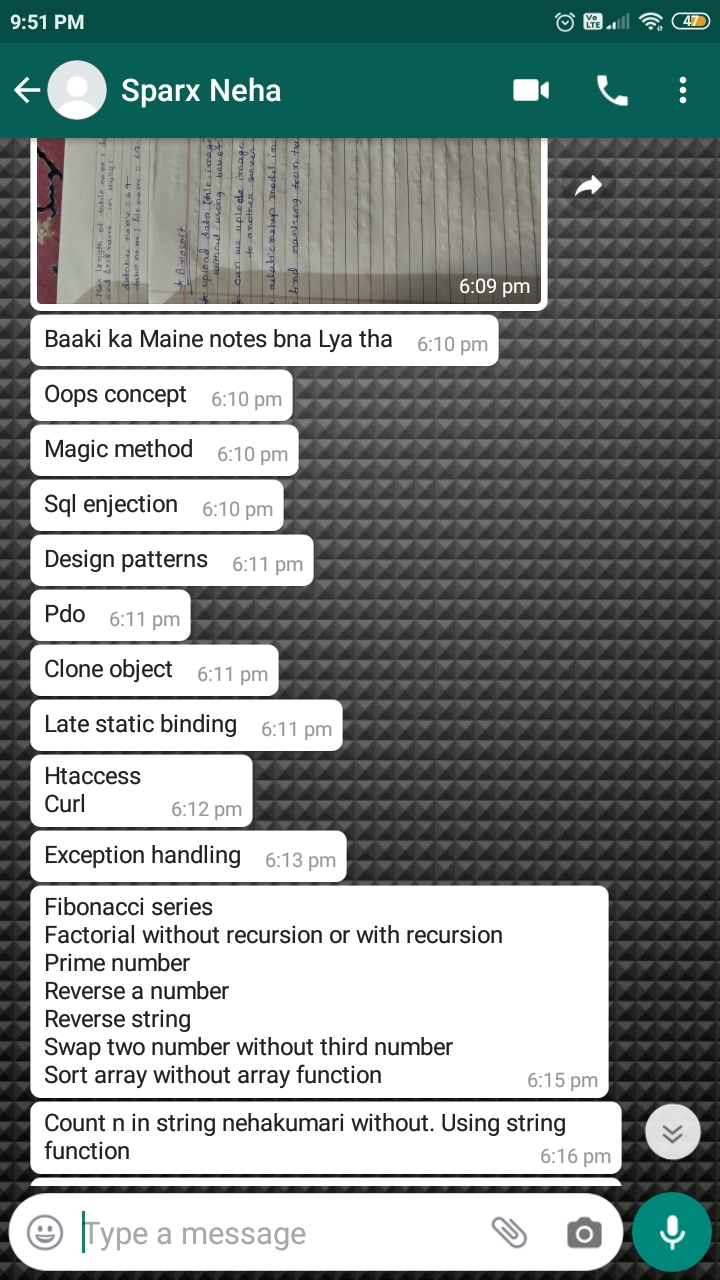 9:51 PM
Vo LTE
47
Sparx Neha
6:09 pm
Baaki ka Maine notes bna Lya tha 6:10 pm
Oops concept 6:10 pm
Magic method 6:10 pm
Sql enjection 6:10 pm
Design patterns 6:11 pm
Pdo 6:11 pm
Clone object 6:11 pm
Late static binding 6:11 pm
Htaccess
Curl 6:12 pm
Exception handling 6:13 pm
Fibonacci series
Factorial without recursion or with recursion
Prime number
Reverse a number
Reverse string
Swap two number without third number
Sort array without array function 6:15 pm
Count n in string nehakumari without. Using string
function 6:16 pm
Type a message